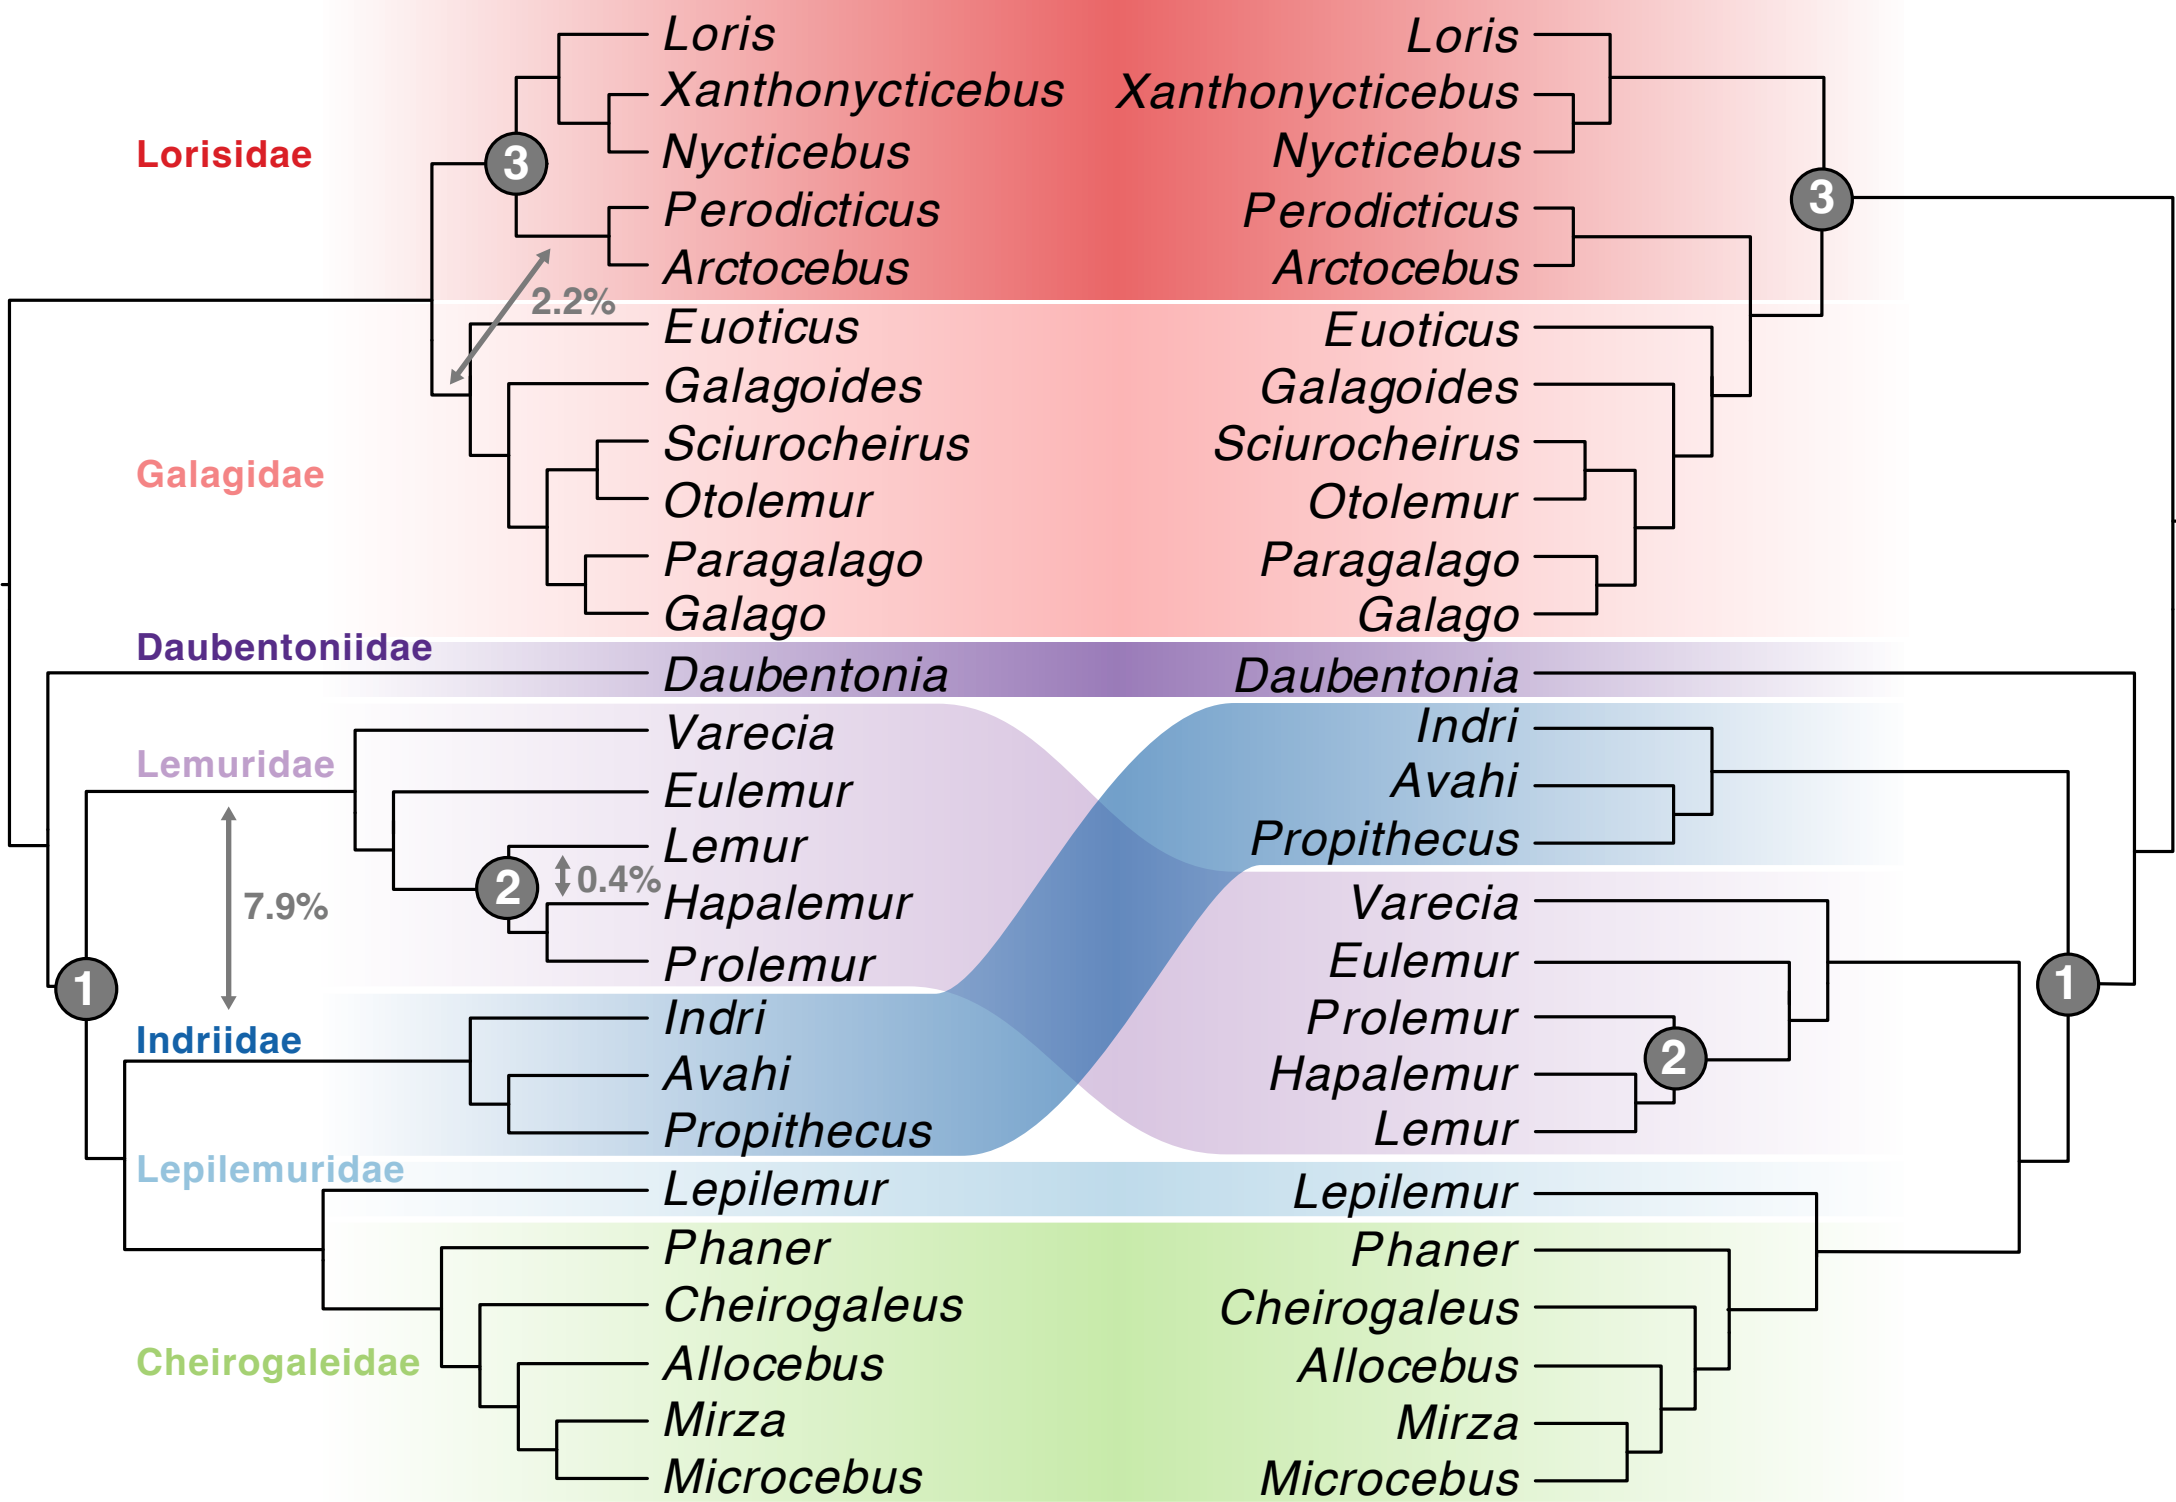 Loris
Xanthonycticebus
Nycticebus
Perodicticus
Arctocebus
Euoticus
Galagoides
Sciurocheirus
Otolemur
Paragalago
Galago
Daubentonia
Varecia
Eulemur
Lemur
Hapalemur
Prolemur
Indri
Avahi
Propithecus
Lepilemur
Phaner
Cheirogaleus
Allocebus
Mirza
Microcebus
Lorisidae
Galagidae
Daubentoniidae
Lemuridae
Indriidae
Lepilemuridae
Cheirogaleidae
3
2.2%
2
0.4%
7.9%
1
Loris
Xanthonycticebus
Nycticebus
Perodicticus
Arctocebus
Euoticus
Galagoides
Sciurocheirus
Otolemur
Paragalago
Galago
Daubentonia
Indri
Avahi
Propithecus
Varecia
Eulemur
Prolemur
Hapalemur
Lemur
Lepilemur
Phaner
Cheirogaleus
Allocebus
Mirza
Microcebus
3
1
2